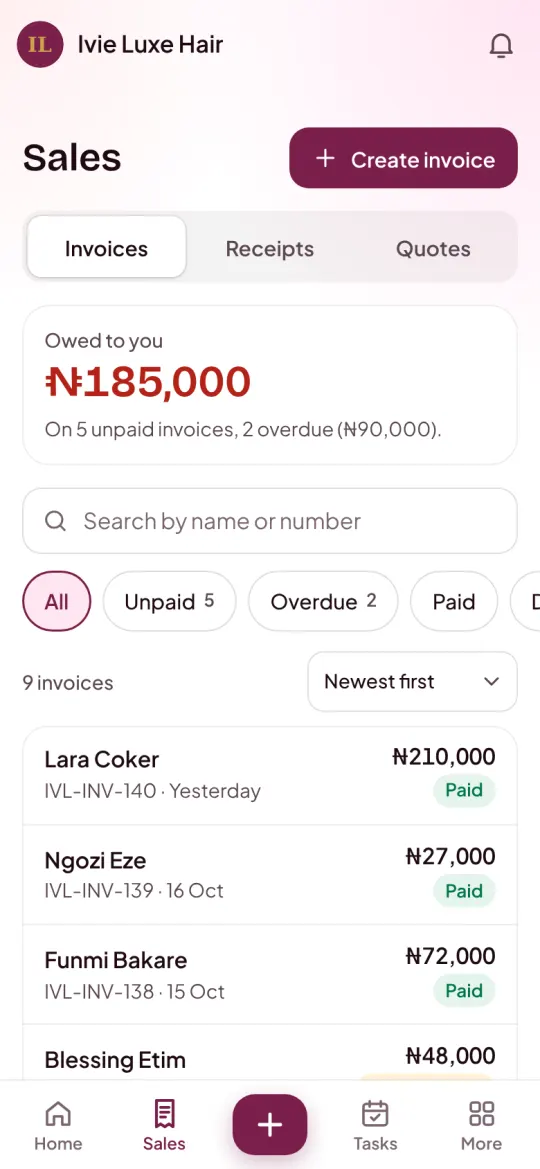 IL Ivie Luxe Hair
Sales
+ Create invoice
Invoices Receipts Quotes
Owed to you
₦185,000
On 5 unpaid invoices, 2 overdue (₦90,000).
Search by name or number
All Unpaid 5 Overdue 2 Paid
9 invoices Newest first
Lara Coker ₦210,000
IVL-INV-140 · Yesterday Paid
Ngozi Eze ₦27,000
IVL-INV-139 · 16 Oct Paid
Funmi Bakare ₦72,000
IVL-INV-138 · 15 Oct Paid
Blessing Etim ₦48,000
Home Sales + Tasks More